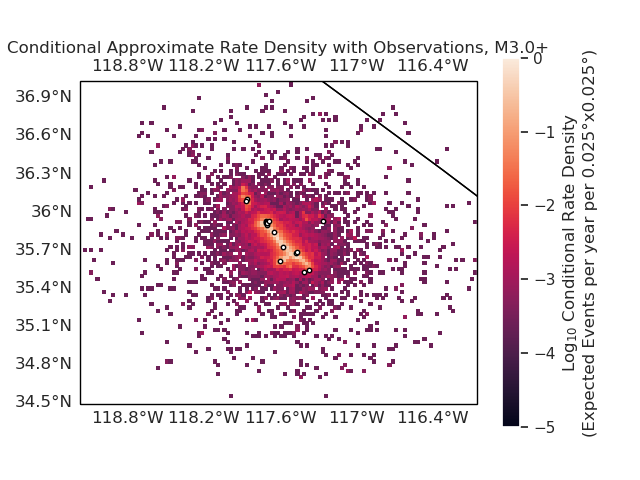 Conditional Approximate Rate Density with Observations, M3.0+
118.8°W 118.2°W 117.6°W 117°W 116.4°W
36.9°N
36.6°N
36.3°N
36°N
35.7°N
35.4°N
35.1°N
34.8°N
34.5°N
118.8°W 118.2°W 117.6°W 117°W 116.4°W
0
−1
−2
−3
−4
−5
Log₁₀ Conditional Rate Density
(Expected Events per year per 0.025°x0.025°)